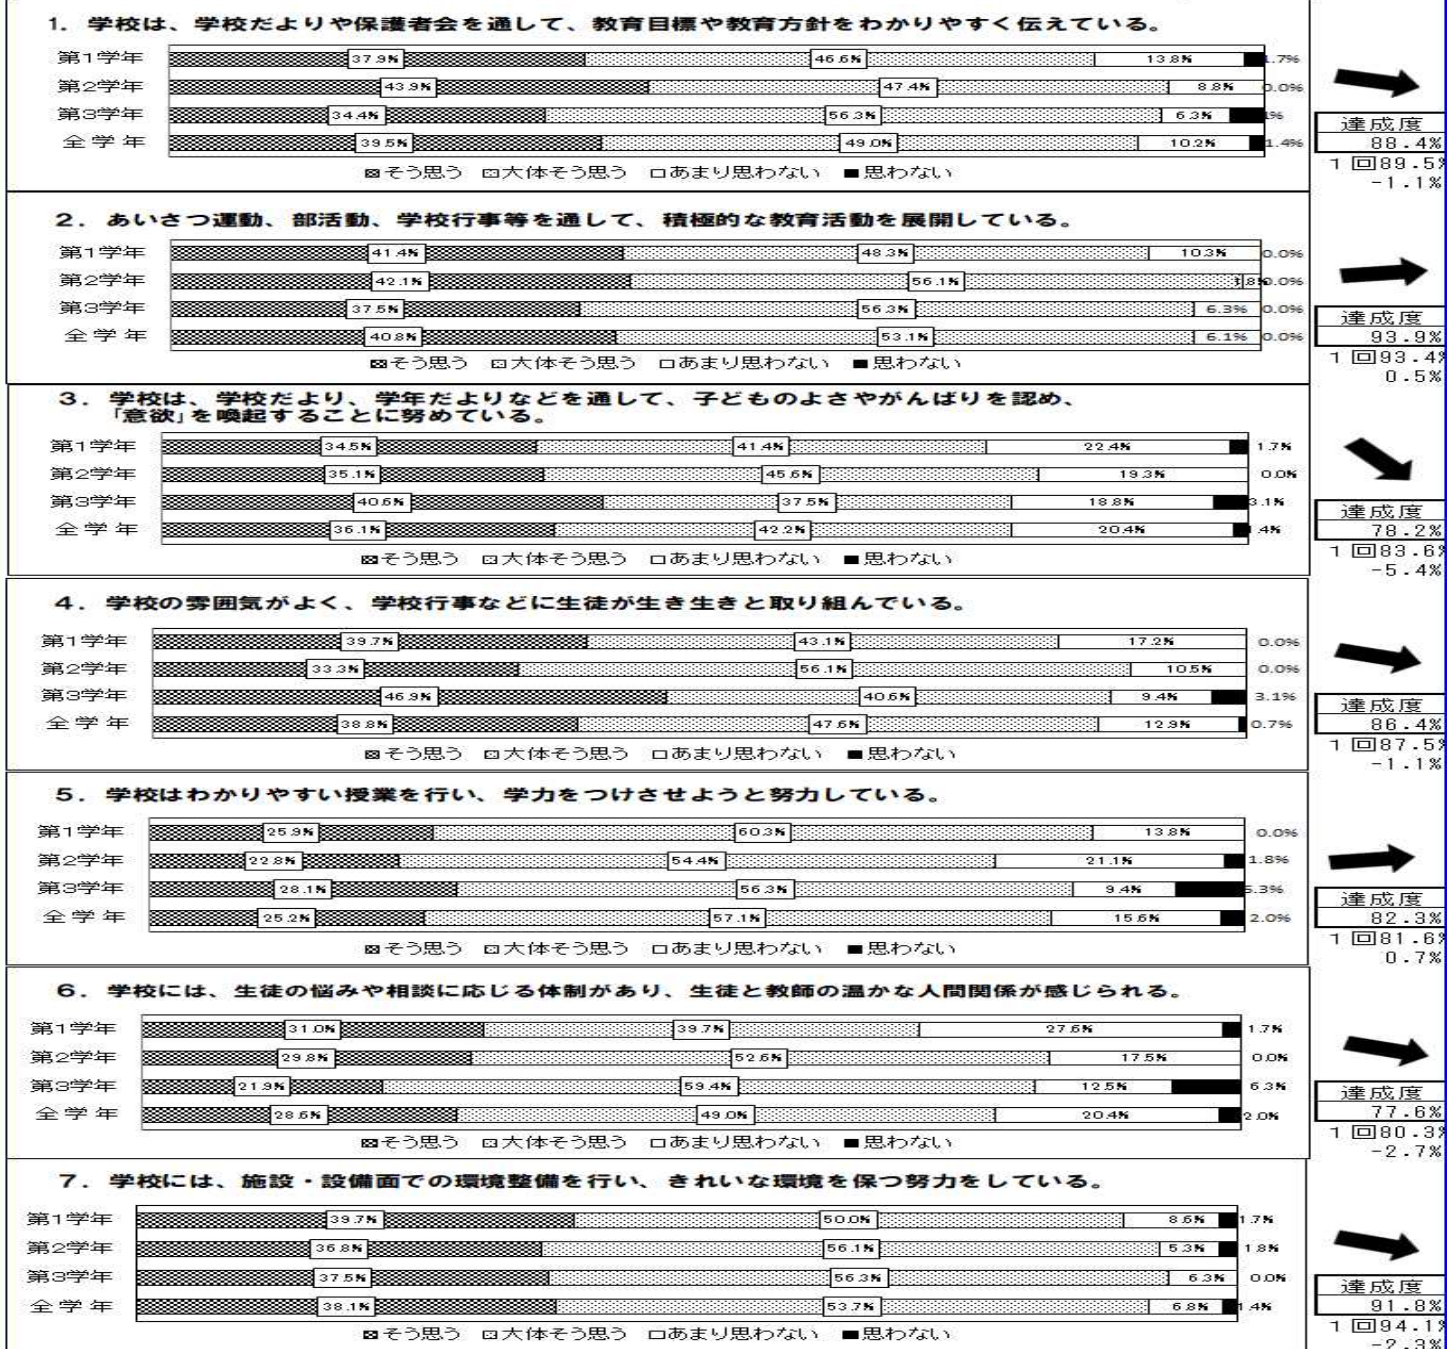 1. 学校は、学校だよりや保護者会を通して、教育目標や教育方針をわかりやすく伝えている。
第1学年 37.9% 46.6% 13.8% 1.7%
第2学年 43.9% 47.4% 8.8% 0.0%
第3学年 34.4% 56.3% 6.3% 1%
全学年 39.5% 49.0% 10.2% 1.4%
そう思う 大体そう思う あまり思わない 思わない
達成度
88.4%
1回89.5%
-1.1%
2. あいさつ運動、部活動、学校行事等を通して、積極的な教育活動を展開している。
第1学年 41.4% 48.3% 10.3% 0.0%
第2学年 42.1% 56.1% 1.8% 0.0%
第3学年 37.5% 56.3% 6.3% 0.0%
全学年 40.8% 53.1% 6.1% 0.0%
そう思う 大体そう思う あまり思わない 思わない
達成度
93.9%
1回93.4%
0.5%
3. 学校は、学校だより、学年だよりなどを通して、子どものよさやがんばりを認め、
「意欲」を喚起することに努めている。
第1学年 34.5% 41.4% 22.4% 1.7%
第2学年 35.1% 45.6% 19.3% 0.0%
第3学年 40.6% 37.5% 18.8% 3.1%
全学年 36.1% 42.2% 20.4% 1.4%
そう思う 大体そう思う あまり思わない 思わない
達成度
78.2%
1回83.6%
-5.4%
4. 学校の雰囲気がよく、学校行事などに生徒が生き生きと取り組んでいる。
第1学年 39.7% 43.1% 17.2% 0.0%
第2学年 33.3% 56.1% 10.5% 0.0%
第3学年 46.9% 40.6% 9.4% 3.1%
全学年 38.8% 47.6% 12.9% 0.7%
そう思う 大体そう思う あまり思わない 思わない
達成度
86.4%
1回87.5%
-1.1%
5. 学校はわかりやすい授業を行い、学力をつけさせようと努力している。
第1学年 25.9% 60.3% 13.8% 0.0%
第2学年 22.8% 54.4% 21.1% 1.8%
第3学年 28.1% 56.3% 9.4% 6.3%
全学年 25.2% 57.1% 15.6% 2.0%
そう思う 大体そう思う あまり思わない 思わない
達成度
82.3%
1回81.6%
0.7%
6. 学校には、生徒の悩みや相談に応じる体制があり、生徒と教師の温かな人間関係が感じられる。
第1学年 31.0% 39.7% 27.6% 1.7%
第2学年 29.8% 52.6% 17.5% 0.0%
第3学年 21.9% 59.4% 12.5% 6.3%
全学年 28.6% 49.0% 20.4% 2.0%
そう思う 大体そう思う あまり思わない 思わない
達成度
77.6%
1回80.3%
-2.7%
7. 学校には、施設・設備面での環境整備を行い、きれいな環境を保つ努力をしている。
第1学年 39.7% 50.0% 8.6% 1.7%
第2学年 36.8% 56.1% 5.3% 1.8%
第3学年 37.5% 56.3% 6.3% 0.0%
全学年 38.1% 53.7% 6.8% 1.4%
そう思う 大体そう思う あまり思わない 思わない
達成度
91.8%
1回94.1%
-2.3%